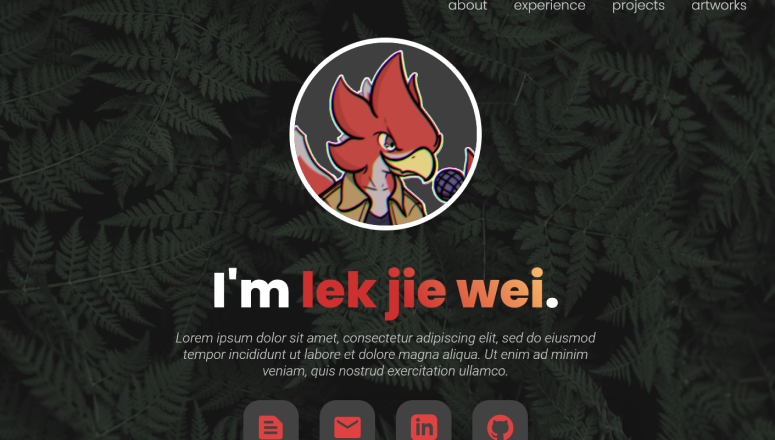 about experience projects artworks
I'm lek jie wei.
Lorem ipsum dolor sit amet, consectetur adipiscing elit, sed do eiusmod
tempor incididunt ut labore et dolore magna aliqua. Ut enim ad minim
veniam, quis nostrud exercitation ullamco.
in